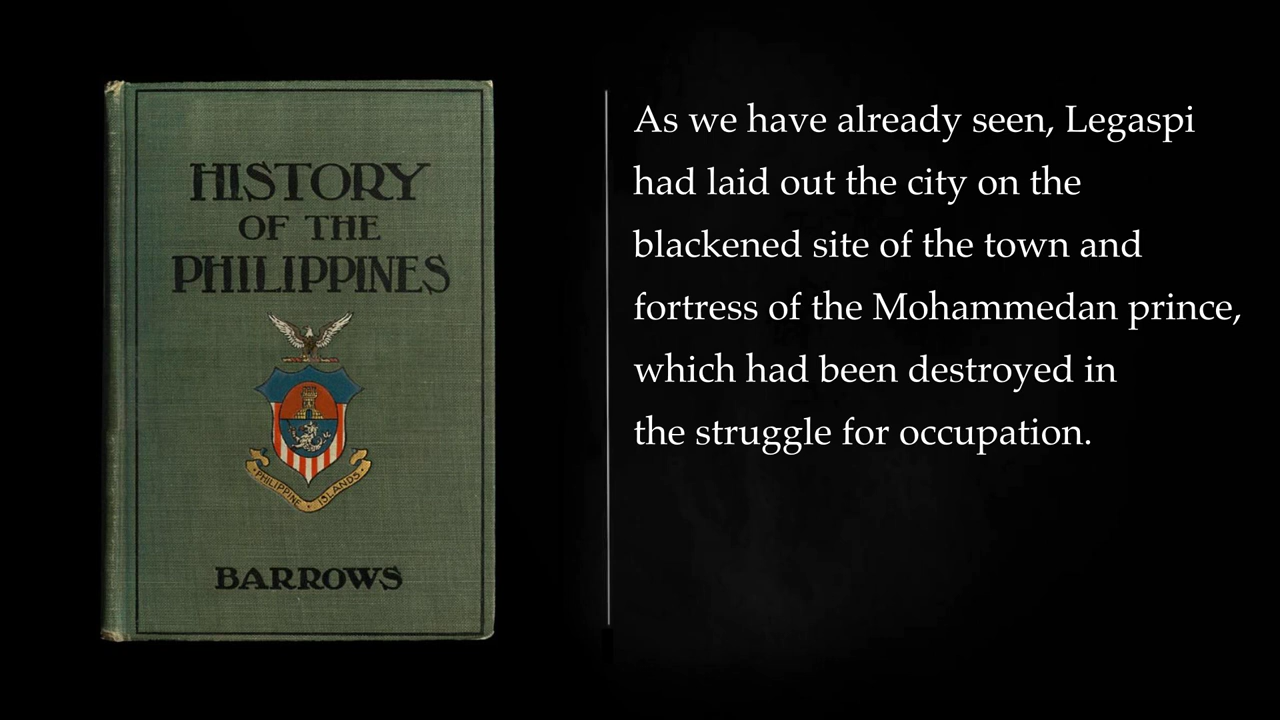 HISTORY
OF THE
PHILIPPINES
PHILIPPINE ISLANDS
BARROWS
As we have already seen, Legaspi
had laid out the city on the
blackened site of the town and
fortress of the Mohammedan prince,
which had been destroyed in
the struggle for occupation.